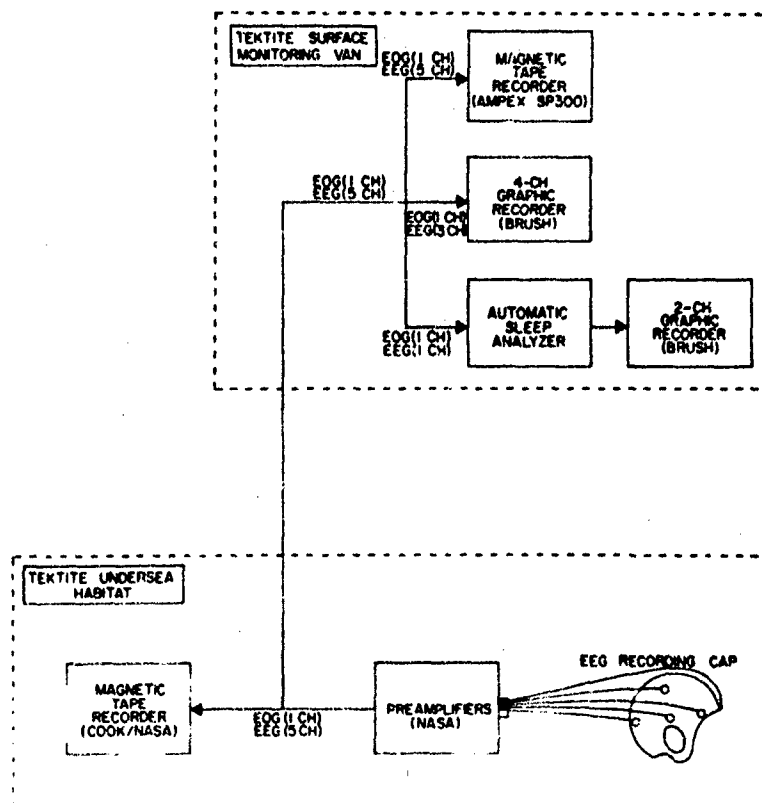 TEKTITE SURFACE
MONITORING VAN
EOG(1 CH)
EEG(5 CH)
MAGNETIC
TAPE
RECORDER
(AMPEX SP300)
EOG(1 CH)
EEG(5 CH)
4-CH
GRAPHIC
RECORDER
(BRUSH)
EOG(1 CH)
EEG(3 CH)
EOG(1 CH)
EEG(1 CH)
AUTOMATIC
SLEEP
ANALYZER
2-CH
GRAPHIC
RECORDER
(BRUSH)
TEKTITE UNDERSEA
HABITAT
MAGNETIC
TAPE
RECORDER
(COOK/NASA)
EOG(1 CH)
EEG(5 CH)
PREAMPLIFIERS
(NASA)
EEG RECORDING CAP